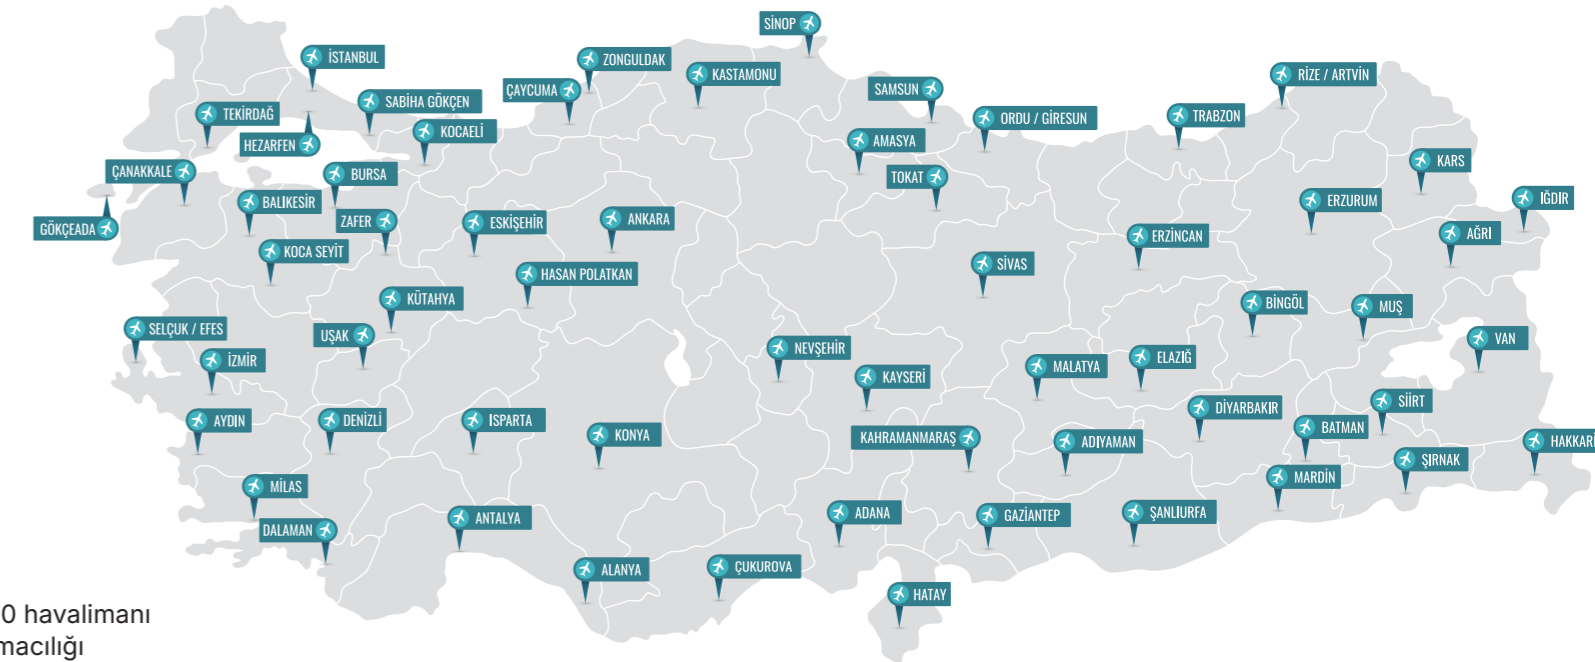 SİNOP
İSTANBUL
ZONGULDAK
KASTAMONU
RİZE / ARTVİN
ÇAYCUMA
SAMSUN
SABİHA GÖKÇEN
TEKİRDAĞ
TRABZON
ORDU / GİRESUN
KOCAELİ
HEZARFEN
AMASYA
KARS
ÇANAKKALE
BURSA
TOKAT
IĞDIR
ERZURUM
BALIKESİR
ZAFER
ESKİŞEHİR
ANKARA
GÖKÇEADA
AĞRI
ERZİNCAN
KOCA SEYİT
SİVAS
HASAN POLATKAN
KÜTAHYA
BİNGÖL
MUŞ
SELÇUK / EFES
UŞAK
VAN
NEVŞEHİR
İZMİR
ELAZIĞ
MALATYA
KAYSERİ
SİİRT
DİYARBAKIR
AYDIN
DENİZLİ
ISPARTA
BATMAN
KONYA
KAHRAMANMARAŞ
ADIYAMAN
HAKKARİ
ŞIRNAK
MARDİN
MİLAS
ADANA
ŞANLIURFA
GAZİANTEP
ANTALYA
DALAMAN
ÇUKUROVA
ALANYA
HATAY
0 havalimanı
macılığı